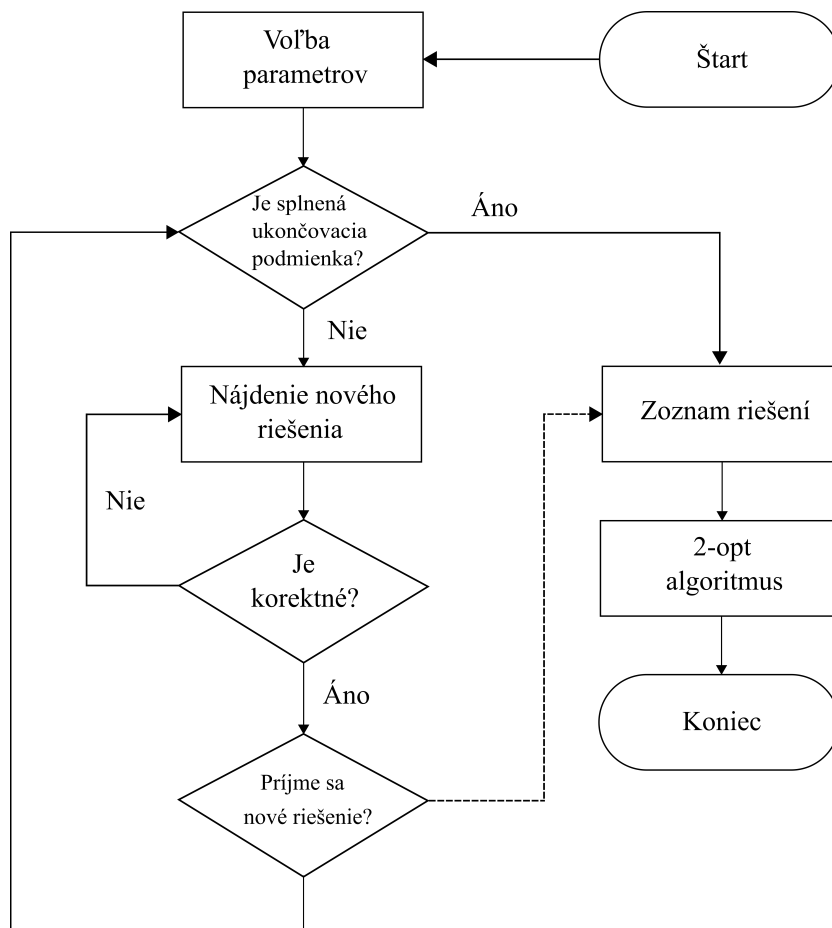 Voľba
parametrov
Štart
Je splnená
ukončovacia
podmienka?
Áno
Nie
Nájdenie nového
riešenia
Zoznam riešení
Nie
Je
korektné?
2-opt
algoritmus
Áno
Koniec
Príjme sa
nové riešenie?